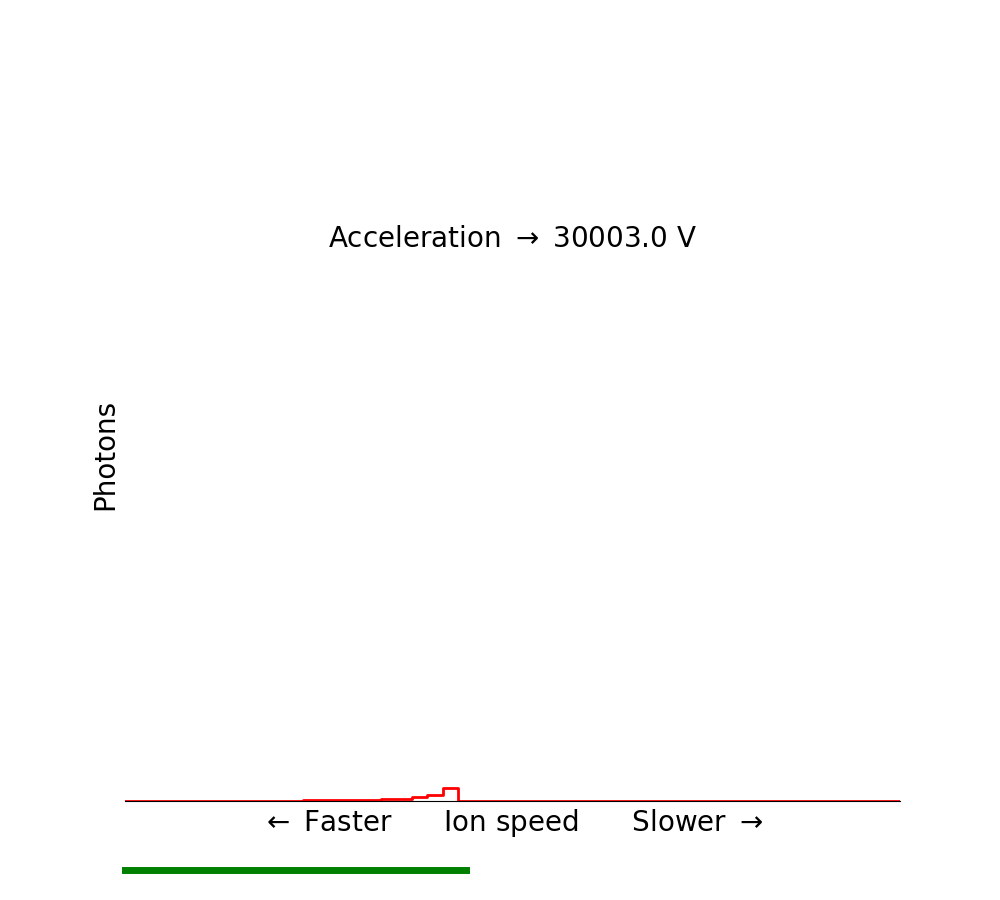 Acceleration → 30003.0 V
Photons
← Faster Ion speed Slower →